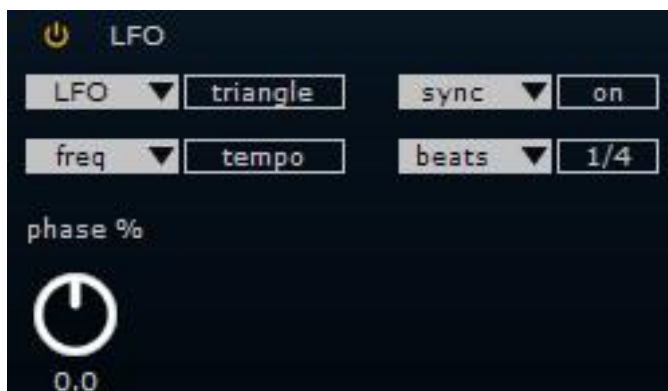 LFO
LFO triangle sync on
freq tempo beats 1/4
phase %
0.0